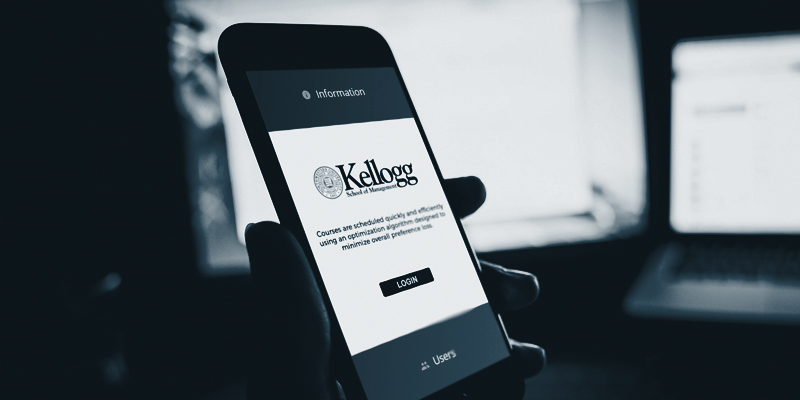 Information
Kellogg
School of Management
Courses are scheduled quickly and efficiently
using an optimization algorithm designed to
minimize overall preference loss.
LOGIN
Users